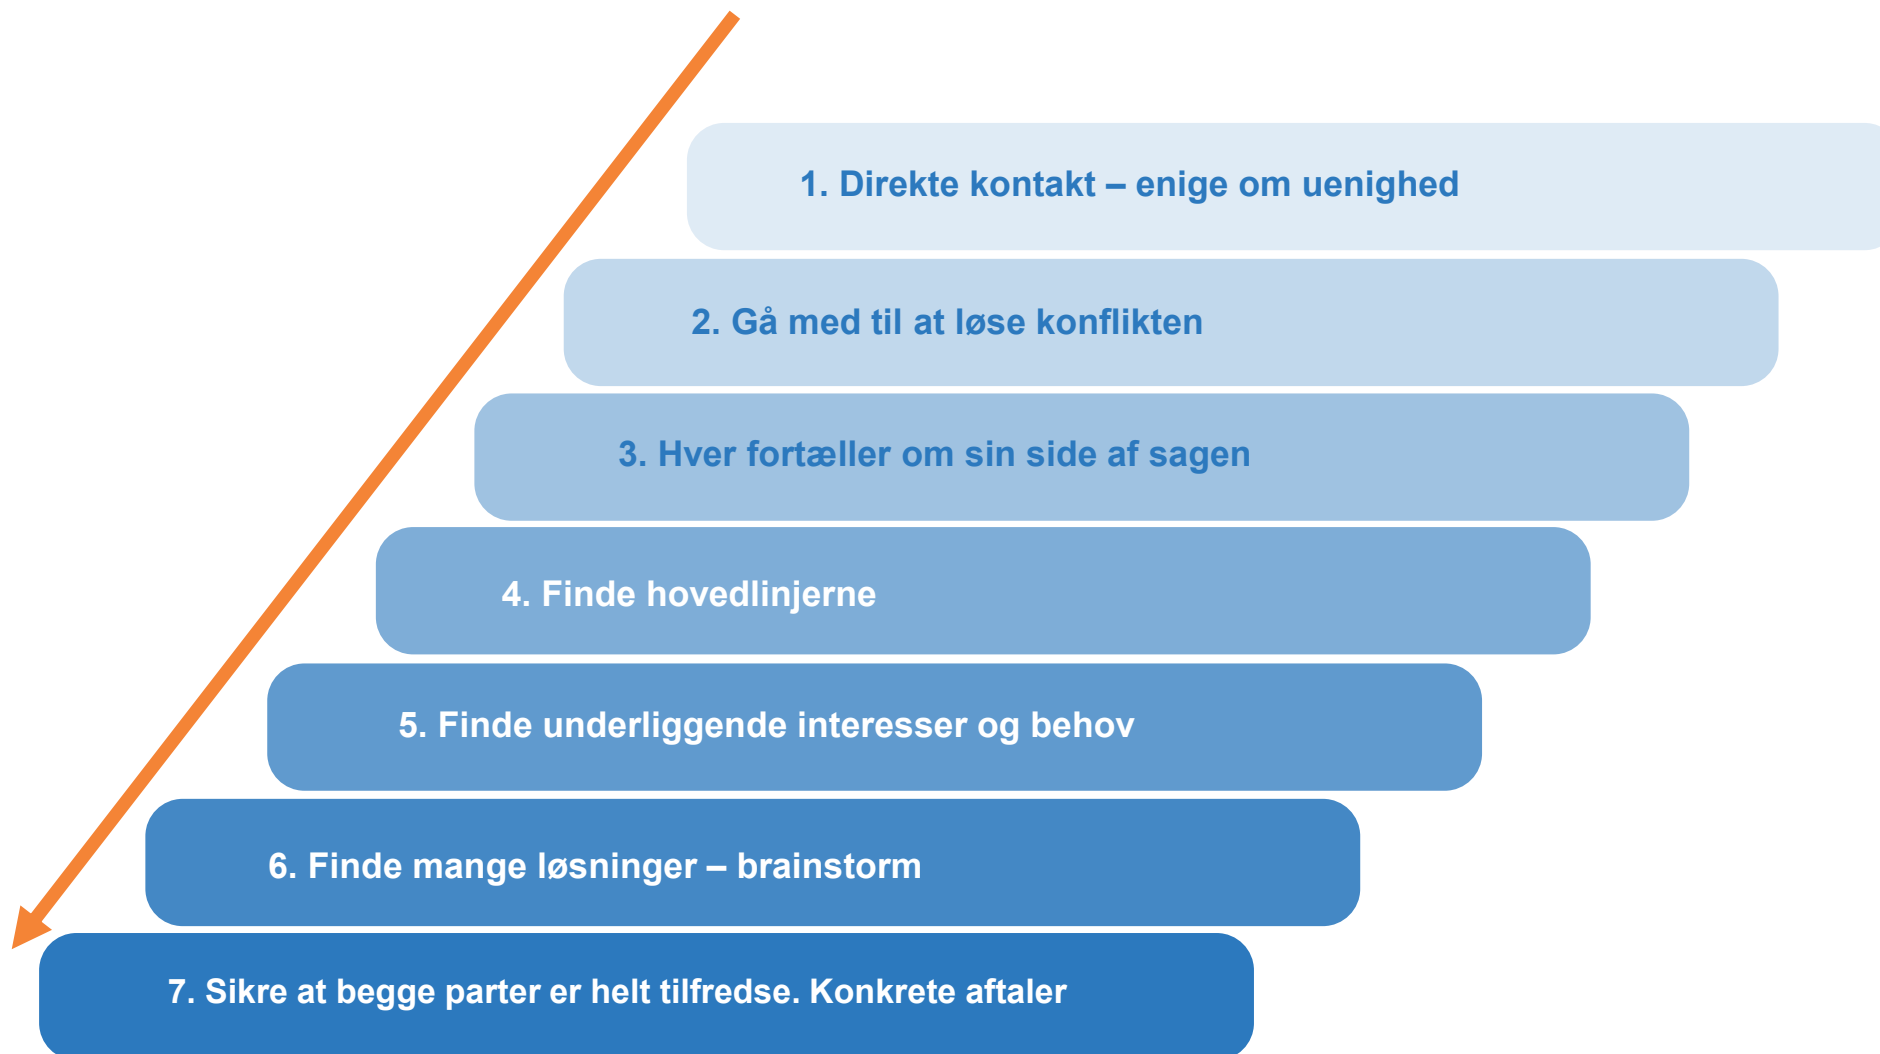 1. Direkte kontakt – enige om uenighed
2. Gå med til at løse konflikten
3. Hver fortæller om sin side af sagen
4. Finde hovedlinjerne
5. Finde underliggende interesser og behov
6. Finde mange løsninger – brainstorm
7. Sikre at begge parter er helt tilfredse. Konkrete aftaler